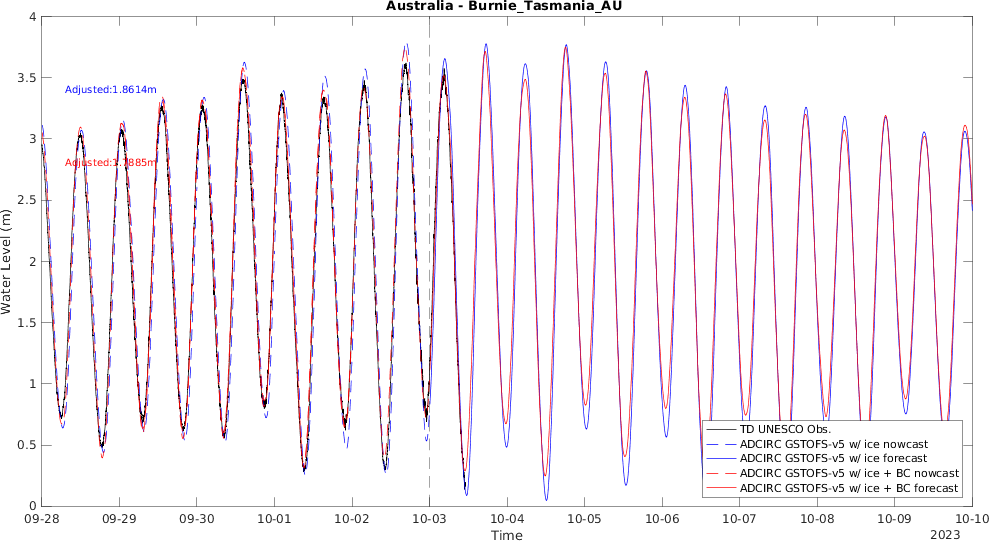 Australia - Burnie_Tasmania_AU
Water Level (m)
4
3.5
3
2.5
2
1.5
1
0.5
0
Adjusted:1.8614m
Adjusted:1.7885m
TD UNESCO Obs.
ADCIRC GSTOFS-v5 w/ ice nowcast
ADCIRC GSTOFS-v5 w/ ice forecast
ADCIRC GSTOFS-v5 w/ ice + BC nowcast
ADCIRC GSTOFS-v5 w/ ice + BC forecast
09-28 09-29 09-30 10-01 10-02 10-03 10-04 10-05 10-06 10-07 10-08 10-09 10-10
Time
2023